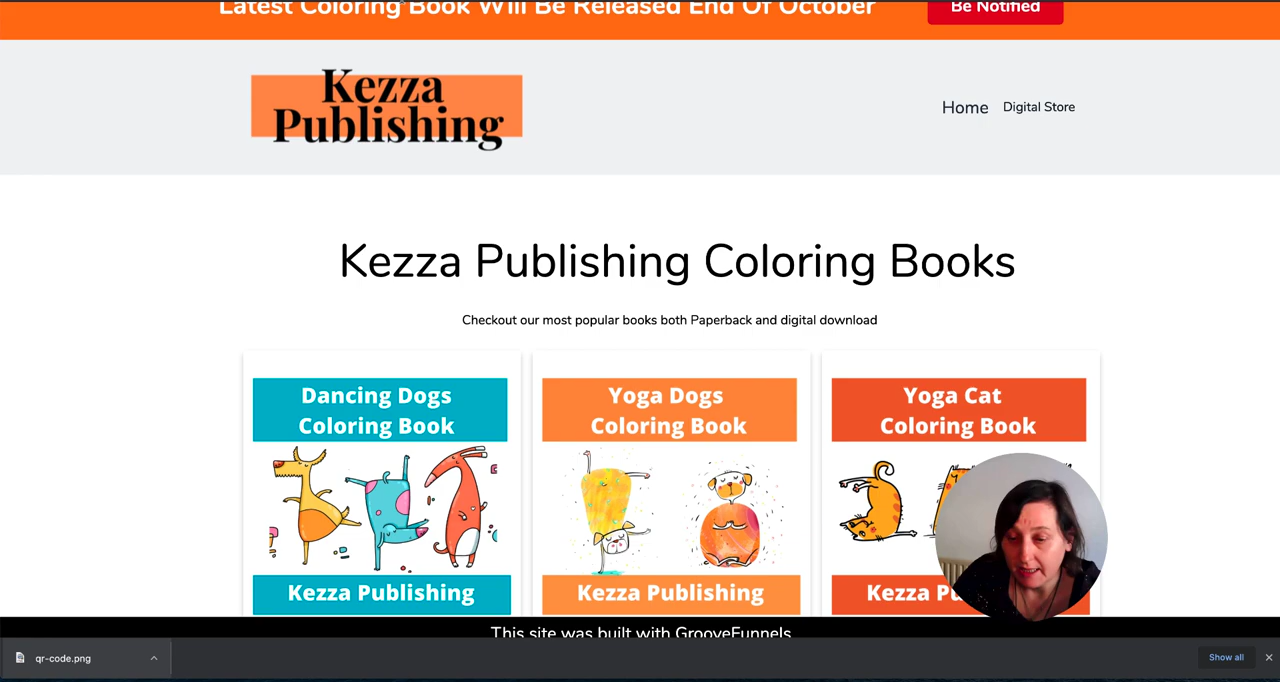 Latest Coloring Book Will Be Released End Of October
Be Notified
Kezza
Publishing
Home
Digital Store
Kezza Publishing Coloring Books
Checkout our most popular books both Paperback and digital download
Dancing Dogs
Coloring Book
Kezza Publishing
Yoga Dogs
Coloring Book
Kezza Publishing
Yoga Cat
Coloring Book
Kezza
This site was built with GrooveFunnels
qr-code.png
Show all